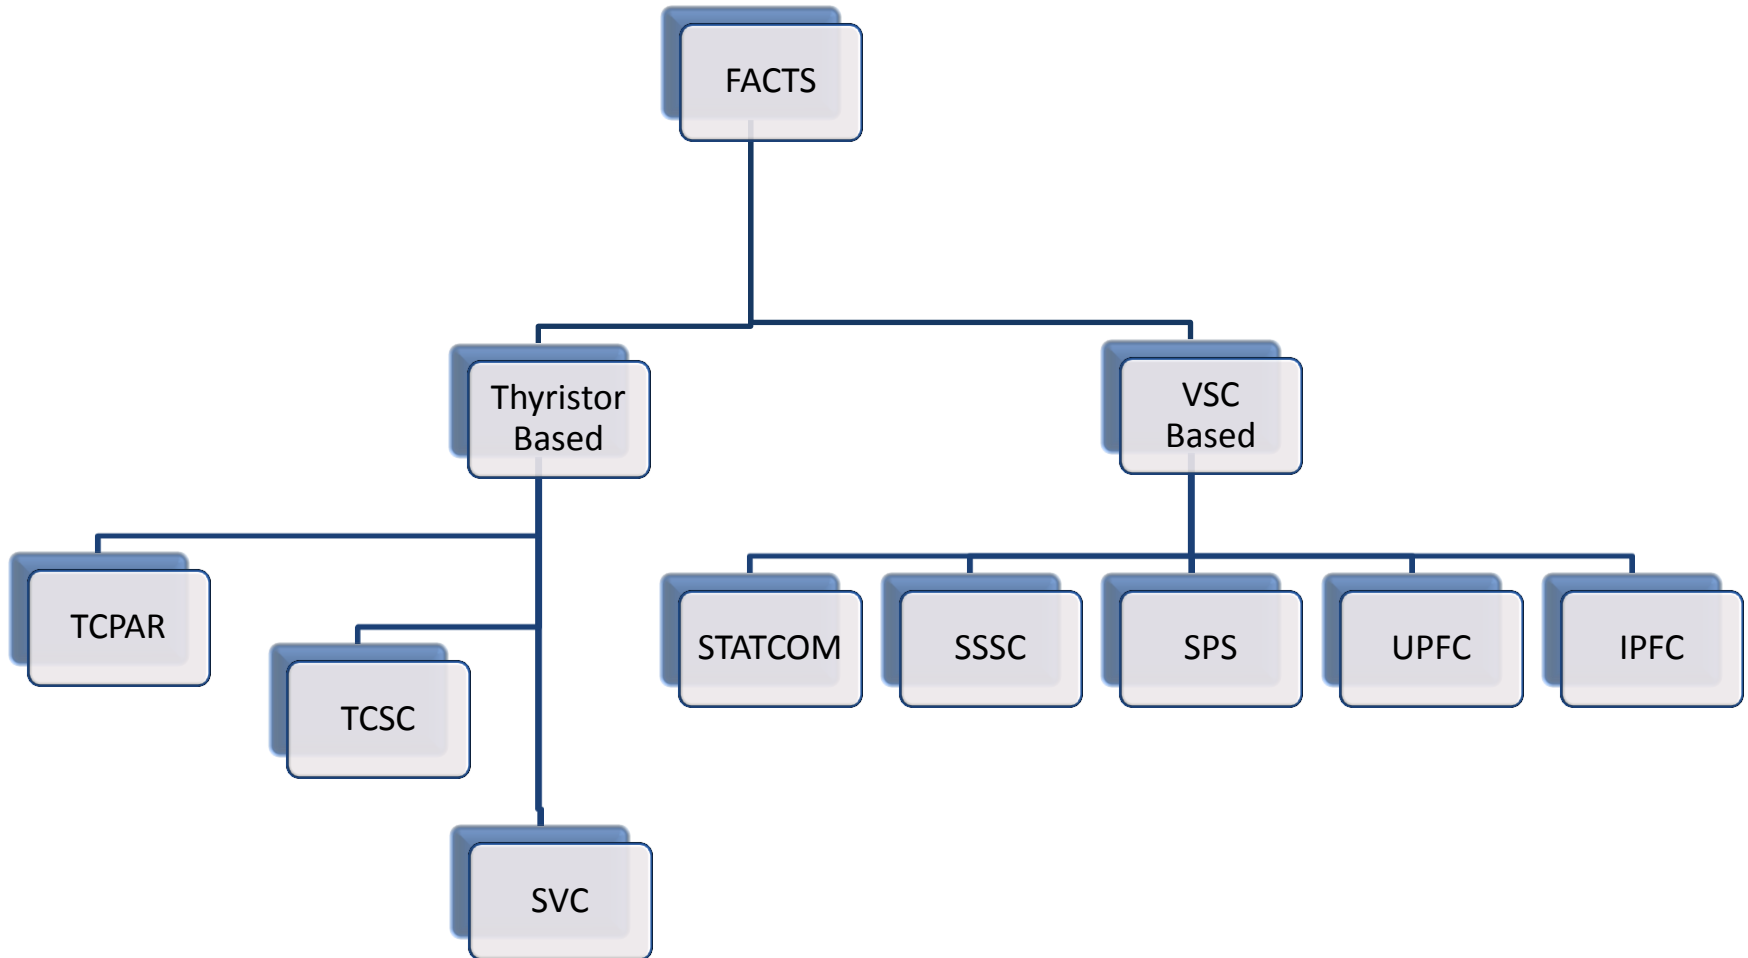 FACTS
Thyristor
Based
VSC
Based
TCPAR
TCSC
SVC
STATCOM
SSSC
SPS
UPFC
IPFC